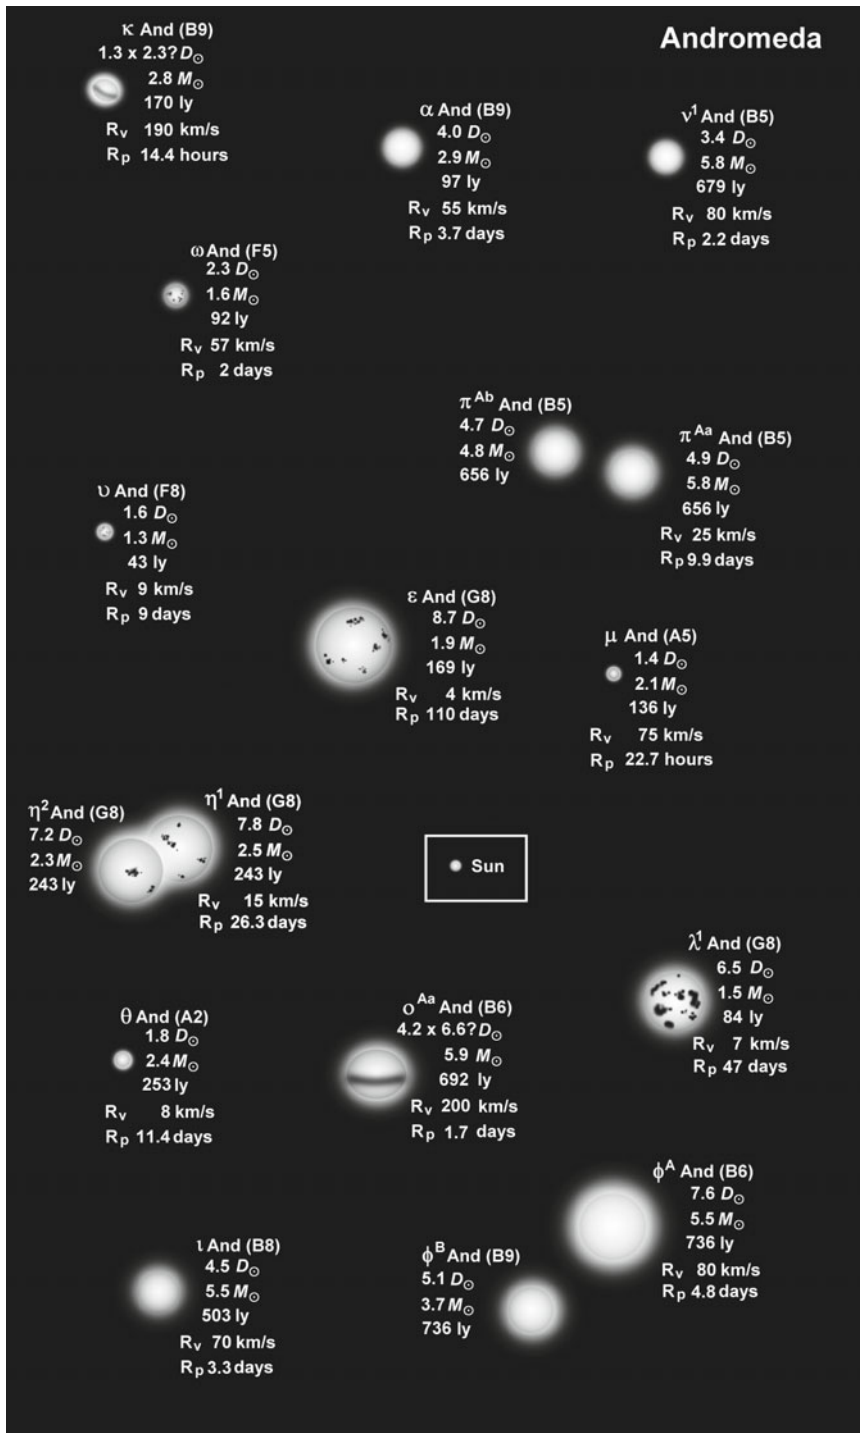 Andromeda
κ And (B9)
1.3 x 2.3? D☉
2.8 M☉
170 ly
Rv 190 km/s
Rp 14.4 hours
α And (B9)
4.0 D☉
2.9 M☉
97 ly
Rv 55 km/s
Rp 3.7 days
ν¹ And (B5)
3.4 D☉
5.8 M☉
679 ly
Rv 80 km/s
Rp 2.2 days
ω And (F5)
2.3 D☉
1.6 M☉
92 ly
Rv 57 km/s
Rp 2 days
π^Ab And (B5)
4.7 D☉
4.8 M☉
656 ly
π^Aa And (B5)
4.9 D☉
5.8 M☉
656 ly
Rv 25 km/s
Rp 9.9 days
υ And (F8)
1.6 D☉
1.3 M☉
43 ly
Rv 9 km/s
Rp 9 days
ε And (G8)
8.7 D☉
1.9 M☉
169 ly
Rv 4 km/s
Rp 110 days
μ And (A5)
1.4 D☉
2.1 M☉
136 ly
Rv 75 km/s
Rp 22.7 hours
η² And (G8)
7.2 D☉
2.3 M☉
243 ly
η¹ And (G8)
7.8 D☉
2.5 M☉
243 ly
Rv 15 km/s
Rp 26.3 days
Sun
λ¹ And (G8)
6.5 D☉
1.5 M☉
84 ly
Rv 7 km/s
Rp 47 days
θ And (A2)
1.8 D☉
2.4 M☉
253 ly
Rv 8 km/s
Rp 11.4 days
ο^Aa And (B6)
4.2 x 6.6? D☉
5.9 M☉
692 ly
Rv 200 km/s
Rp 1.7 days
φ^A And (B6)
7.6 D☉
5.5 M☉
736 ly
Rv 80 km/s
Rp 4.8 days
ι And (B8)
4.5 D☉
5.5 M☉
503 ly
Rv 70 km/s
Rp 3.3 days
φ^B And (B9)
5.1 D☉
3.7 M☉
736 ly